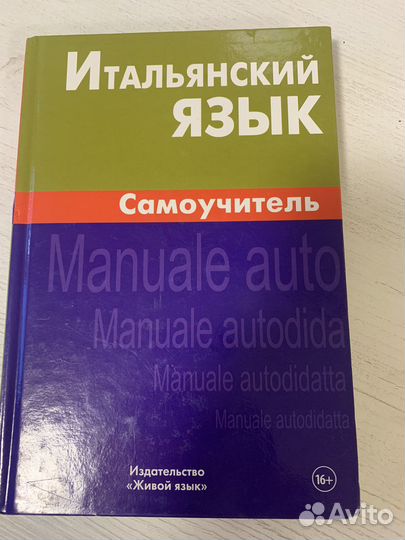 Итальянский
язык
Самоучитель
Manuale auto
Manuale autodida
Manuale autodidatta
Manuale autodidatta
Издательство
«Живой язык»
16+
Avito